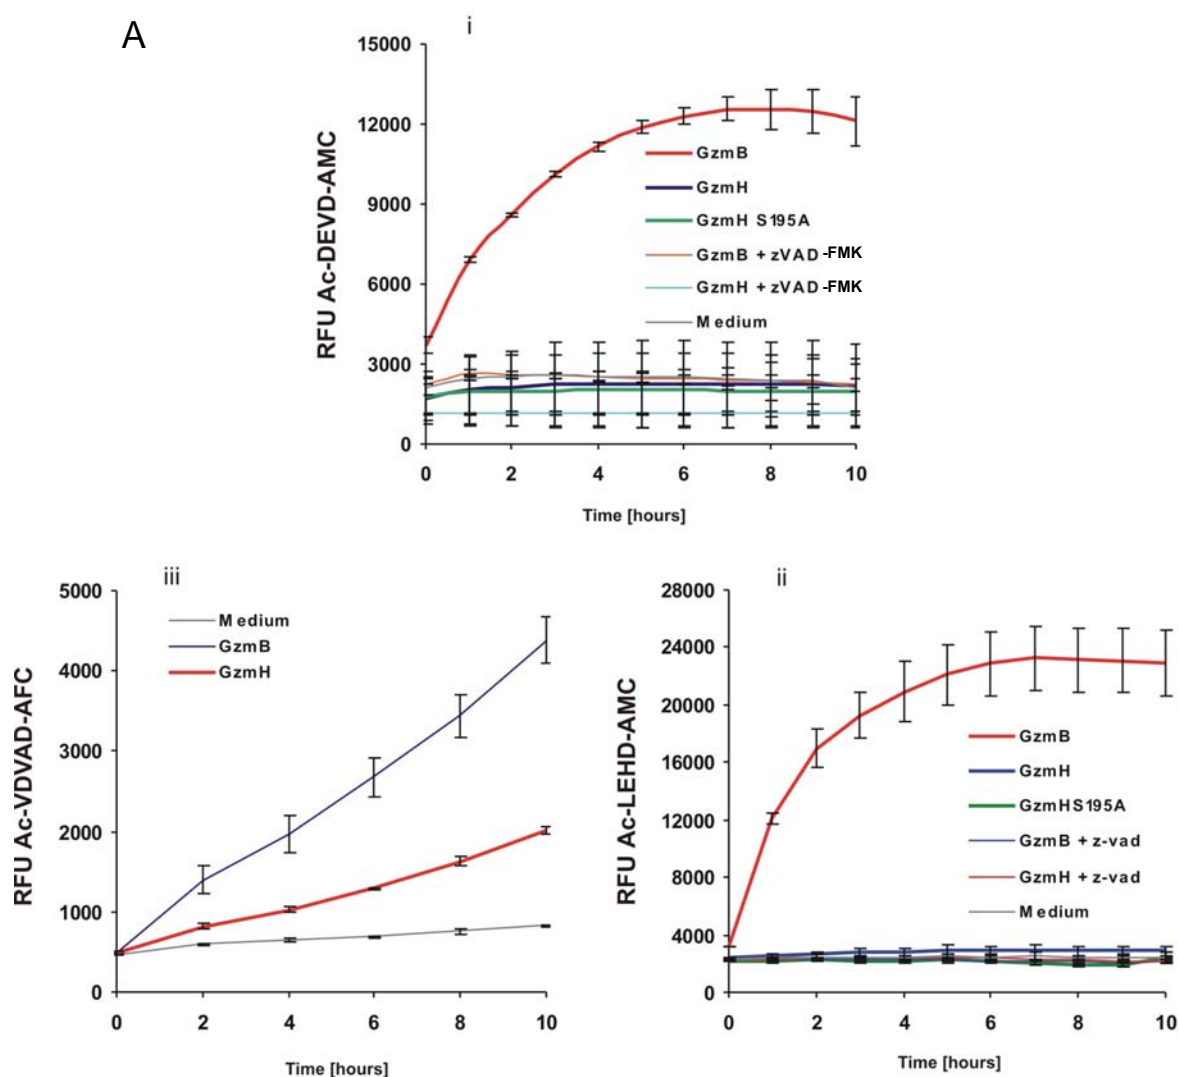 A
i
15000
12000
9000
6000
3000
0
RFU Ac-DEVD-AMC
GzmB
GzmH
GzmH S195A
GzmB + zVAD -FMK
GzmH + zVAD -FMK
Medium
0 2 4 6 8 10
Time [hours]
iii
5000
4000
3000
2000
1000
0
RFU Ac-VDVAD-AFC
Medium
GzmB
GzmH
0 2 4 6 8 10
Time [hours]
ii
28000
24000
20000
16000
12000
8000
4000
0
RFU Ac-LEHD-AMC
GzmB
GzmH
GzmHS195A
GzmB + z-vad
GzmH + z-vad
Medium
0 2 4 6 8 10
Time [hours]